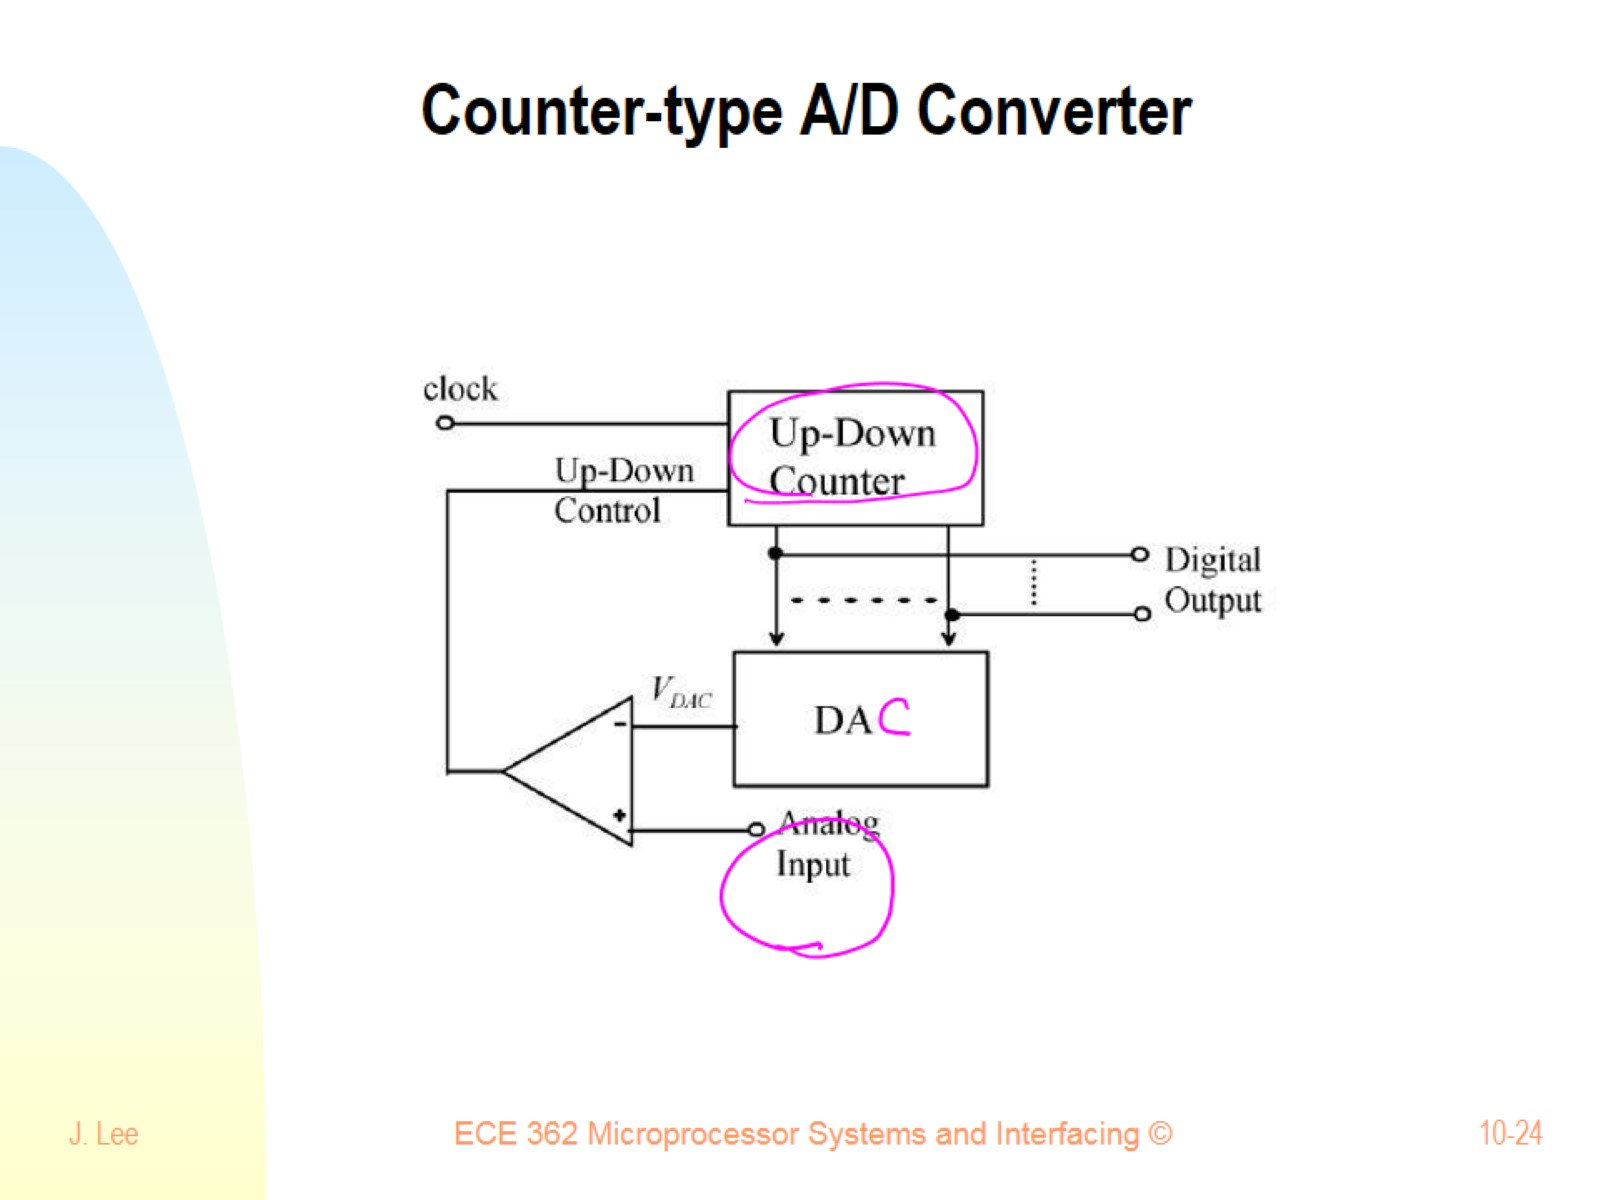 Counter-type A/D Converter
clock
Up-Down
Counter
Up-Down
Control
Digital
Output
V_DAC
-
DAC
+
Analog
Input
J. Lee
ECE 362 Microprocessor Systems and Interfacing ©
10-24